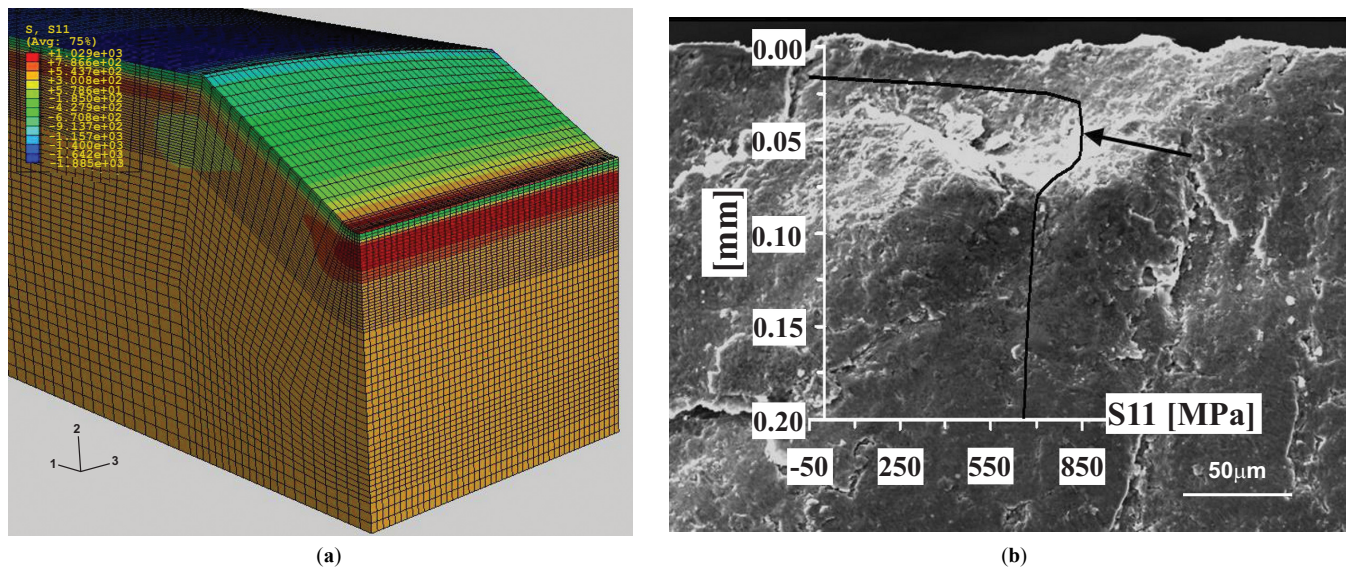 S, S11
(Avg: 75%)
+1.029e+03
+7.866e+02
+5.437e+02
+3.008e+02
+5.786e+01
-1.850e+02
-4.279e+02
-6.708e+02
-9.137e+02
-1.157e+03
-1.400e+03
-1.642e+03
-1.885e+03
2
1
3
(a)
0.00
0.05
[mm]
0.10
0.15
0.20
S11 [MPa]
-50
250
550
850
50μm
(b)